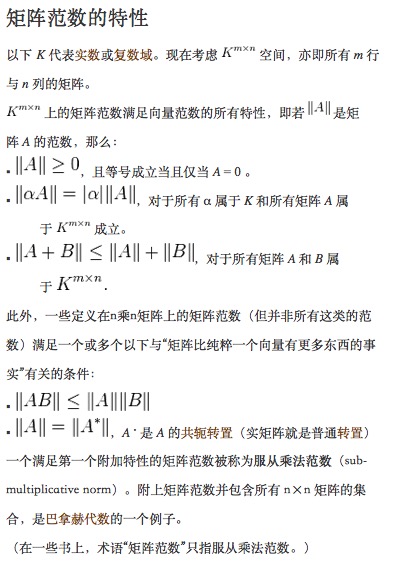 矩阵范数的特性
以下 K 代表实数或复数域。现在考虑 K^{m×n} 空间，亦即所有 m 行
与 n 列的矩阵。
K^{m×n} 上的矩阵范数满足向量范数的所有特性，即若 ‖A‖ 是矩
阵 A 的范数，那么：
▪ ‖A‖ ≥ 0，且等号成立当且仅当 A = 0 。
▪ ‖αA‖ = |α|‖A‖，对于所有 α 属于 K 和所有矩阵 A 属
于 K^{m×n} 成立。
▪ ‖A + B‖ ≤ ‖A‖ + ‖B‖，对于所有矩阵 A 和 B 属
于 K^{m×n}.
此外，一些定义在n乘n矩阵上的矩阵范数（但并非所有这类的范
数）满足一个或多个以下与“矩阵比纯粹一个向量有更多东西的事
实”有关的条件：
▪ ‖AB‖ ≤ ‖A‖‖B‖
▪ ‖A‖ = ‖A*‖，A * 是 A 的共轭转置（实矩阵就是普通转置）
一个满足第一个附加特性的矩阵范数被称为服从乘法范数（sub-
multiplicative norm）。附上矩阵范数并包含所有 n×n 矩阵的集
合，是巴拿赫代数的一个例子。
（在一些书上，术语“矩阵范数”只指服从乘法范数。）